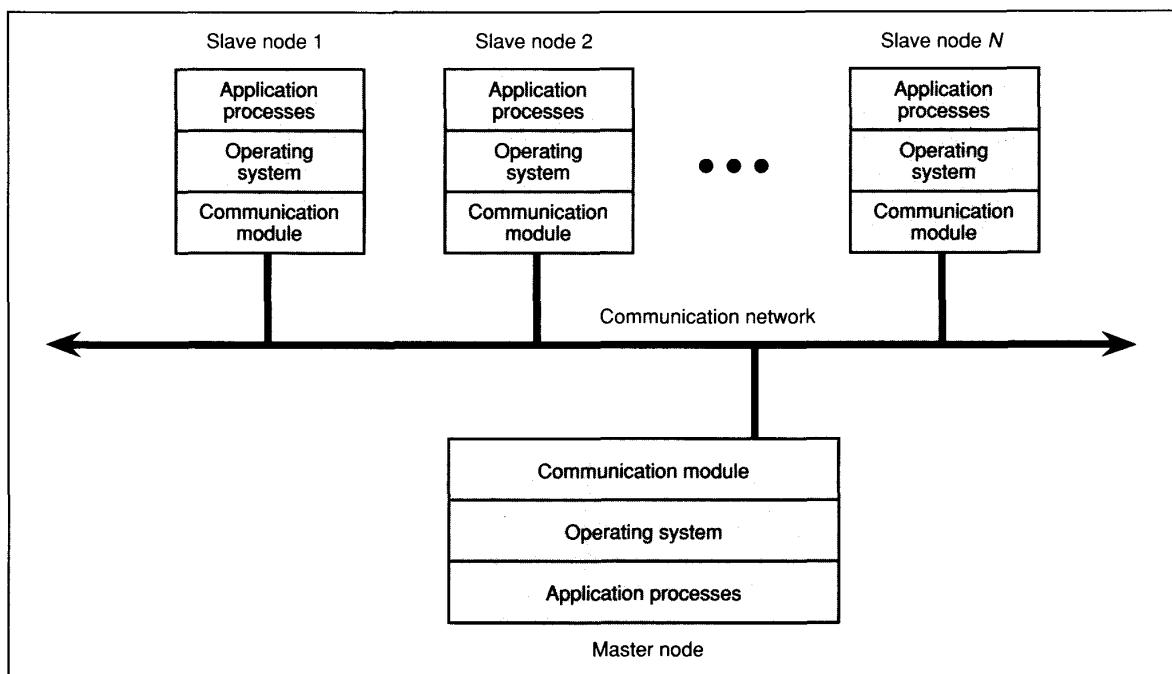 Slave node 1
Slave node 2
Slave node N
Application
processes
Operating
system
Communication
module
Application
processes
Operating
system
Communication
module
Application
processes
Operating
system
Communication
module
Communication network
Communication module
Operating system
Application processes
Master node